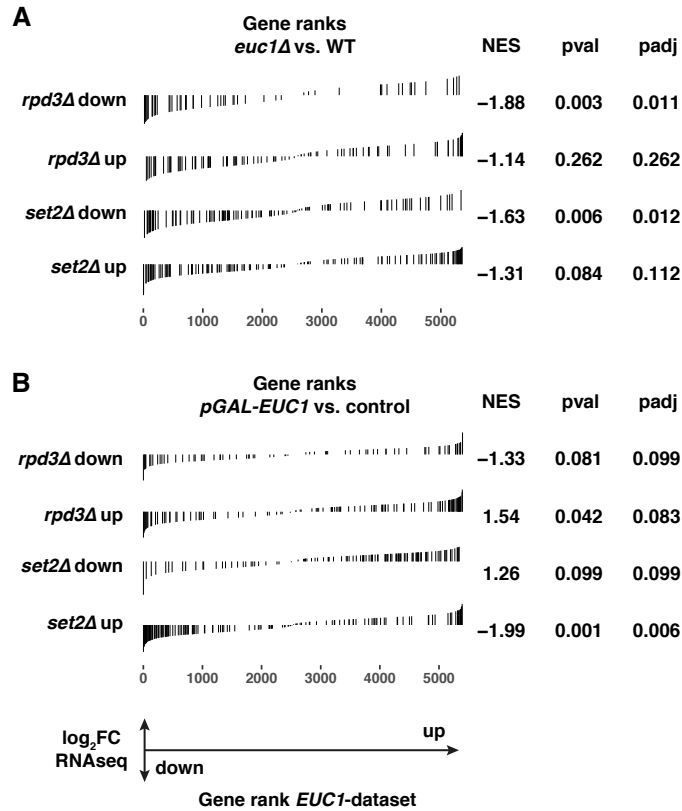 A
Gene ranks
euc1Δ vs. WT
NES pval padj
rpd3Δ down −1.88 0.003 0.011
rpd3Δ up −1.14 0.262 0.262
set2Δ down −1.63 0.006 0.012
set2Δ up −1.31 0.084 0.112
0 1000 2000 3000 4000 5000
B
Gene ranks
pGAL-EUC1 vs. control
NES pval padj
rpd3Δ down −1.33 0.081 0.099
rpd3Δ up 1.54 0.042 0.083
set2Δ down 1.26 0.099 0.099
set2Δ up −1.99 0.001 0.006
0 1000 2000 3000 4000 5000
log₂FC
RNAseq
up
down
Gene rank EUC1-dataset